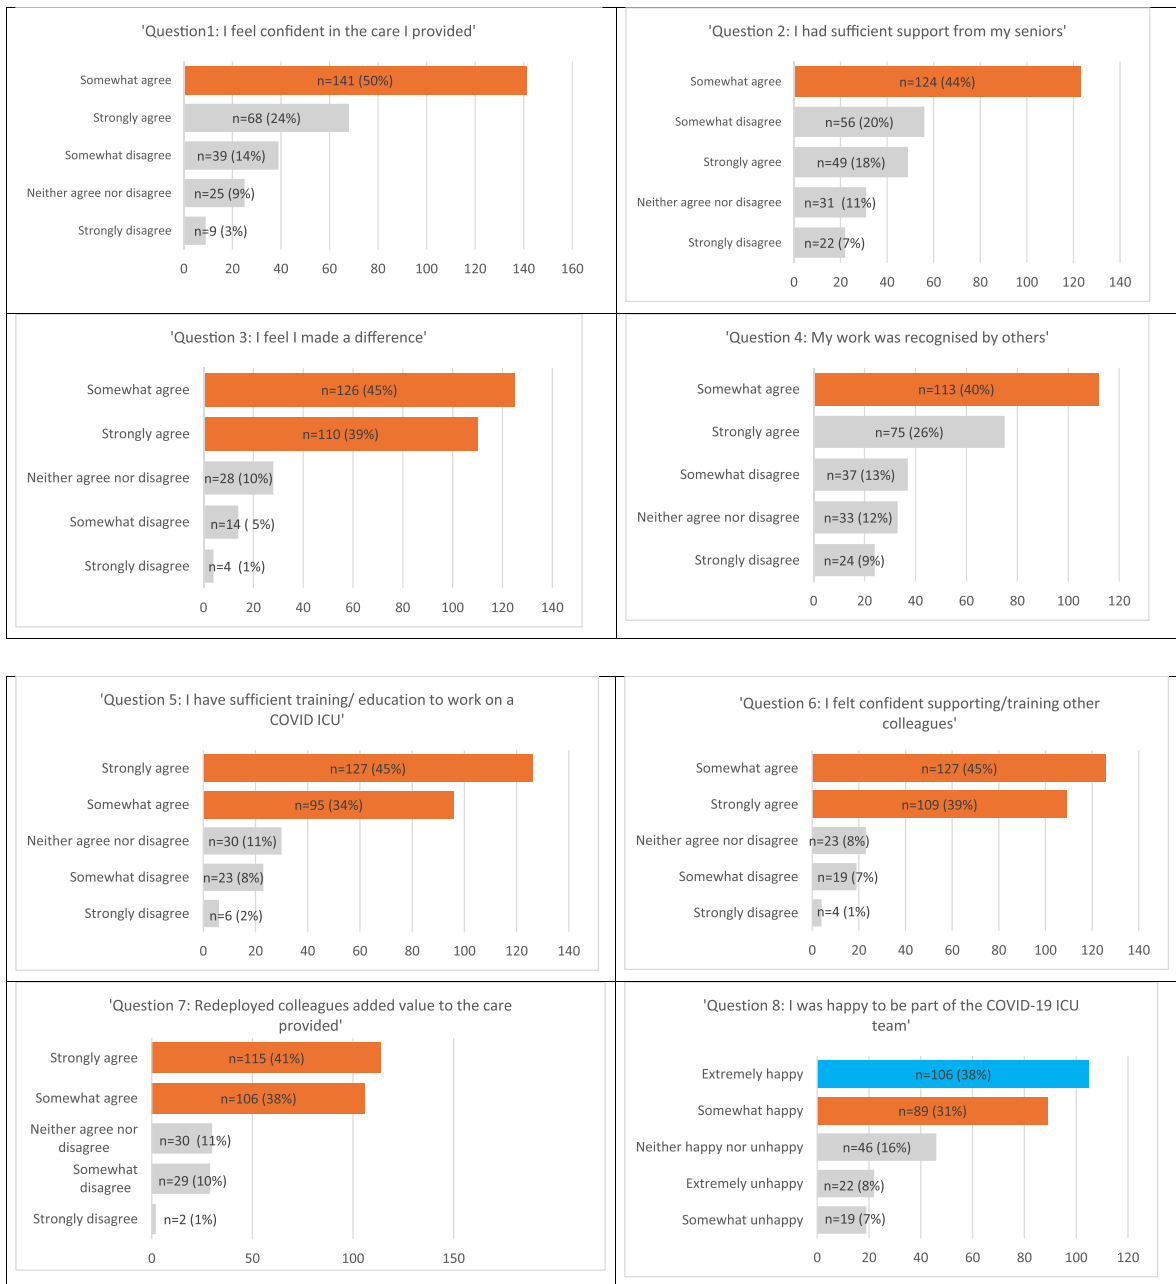 'Question1: I feel confident in the care I provided'
Somewhat agree n=141 (50%)
Strongly agree n=68 (24%)
Somewhat disagree n=39 (14%)
Neither agree nor disagree n=25 (9%)
Strongly disagree n=9 (3%)
0 20 40 60 80 100 120 140 160
'Question 2: I had sufficient support from my seniors'
Somewhat agree n=124 (44%)
Somewhat disagree n=56 (20%)
Strongly agree n=49 (18%)
Neither agree nor disagree n=31 (11%)
Strongly disagree n=22 (7%)
0 20 40 60 80 100 120 140
'Question 3: I feel I made a difference'
Somewhat agree n=126 (45%)
Strongly agree n=110 (39%)
Neither agree nor disagree n=28 (10%)
Somewhat disagree n=14 ( 5%)
Strongly disagree n=4 (1%)
0 20 40 60 80 100 120 140
'Question 4: My work was recognised by others'
Somewhat agree n=113 (40%)
Strongly agree n=75 (26%)
Somewhat disagree n=37 (13%)
Neither agree nor disagree n=33 (12%)
Strongly disagree n=24 (9%)
0 20 40 60 80 100 120
'Question 5: I have sufficient training/ education to work on a
COVID ICU'
Strongly agree n=127 (45%)
Somewhat agree n=95 (34%)
Neither agree nor disagree n=30 (11%)
Somewhat disagree n=23 (8%)
Strongly disagree n=6 (2%)
0 20 40 60 80 100 120 140
'Question 6: I felt confident supporting/training other
colleagues'
Somewhat agree n=127 (45%)
Strongly agree n=109 (39%)
Neither agree nor disagree n=23 (8%)
Somewhat disagree n=19 (7%)
Strongly disagree n=4 (1%)
0 20 40 60 80 100 120 140
'Question 7: Redeployed colleagues added value to the care
provided'
Strongly agree n=115 (41%)
Somewhat agree n=106 (38%)
Neither agree nor
disagree n=30 (11%)
Somewhat
disagree n=29 (10%)
Strongly disagree n=2 (1%)
0 50 100 150
'Question 8: I was happy to be part of the COVID-19 ICU
team'
Extremely happy n=106 (38%)
Somewhat happy n=89 (31%)
Neither happy nor unhappy n=46 (16%)
Extremely unhappy n=22 (8%)
Somewhat unhappy n=19 (7%)
0 20 40 60 80 100 120